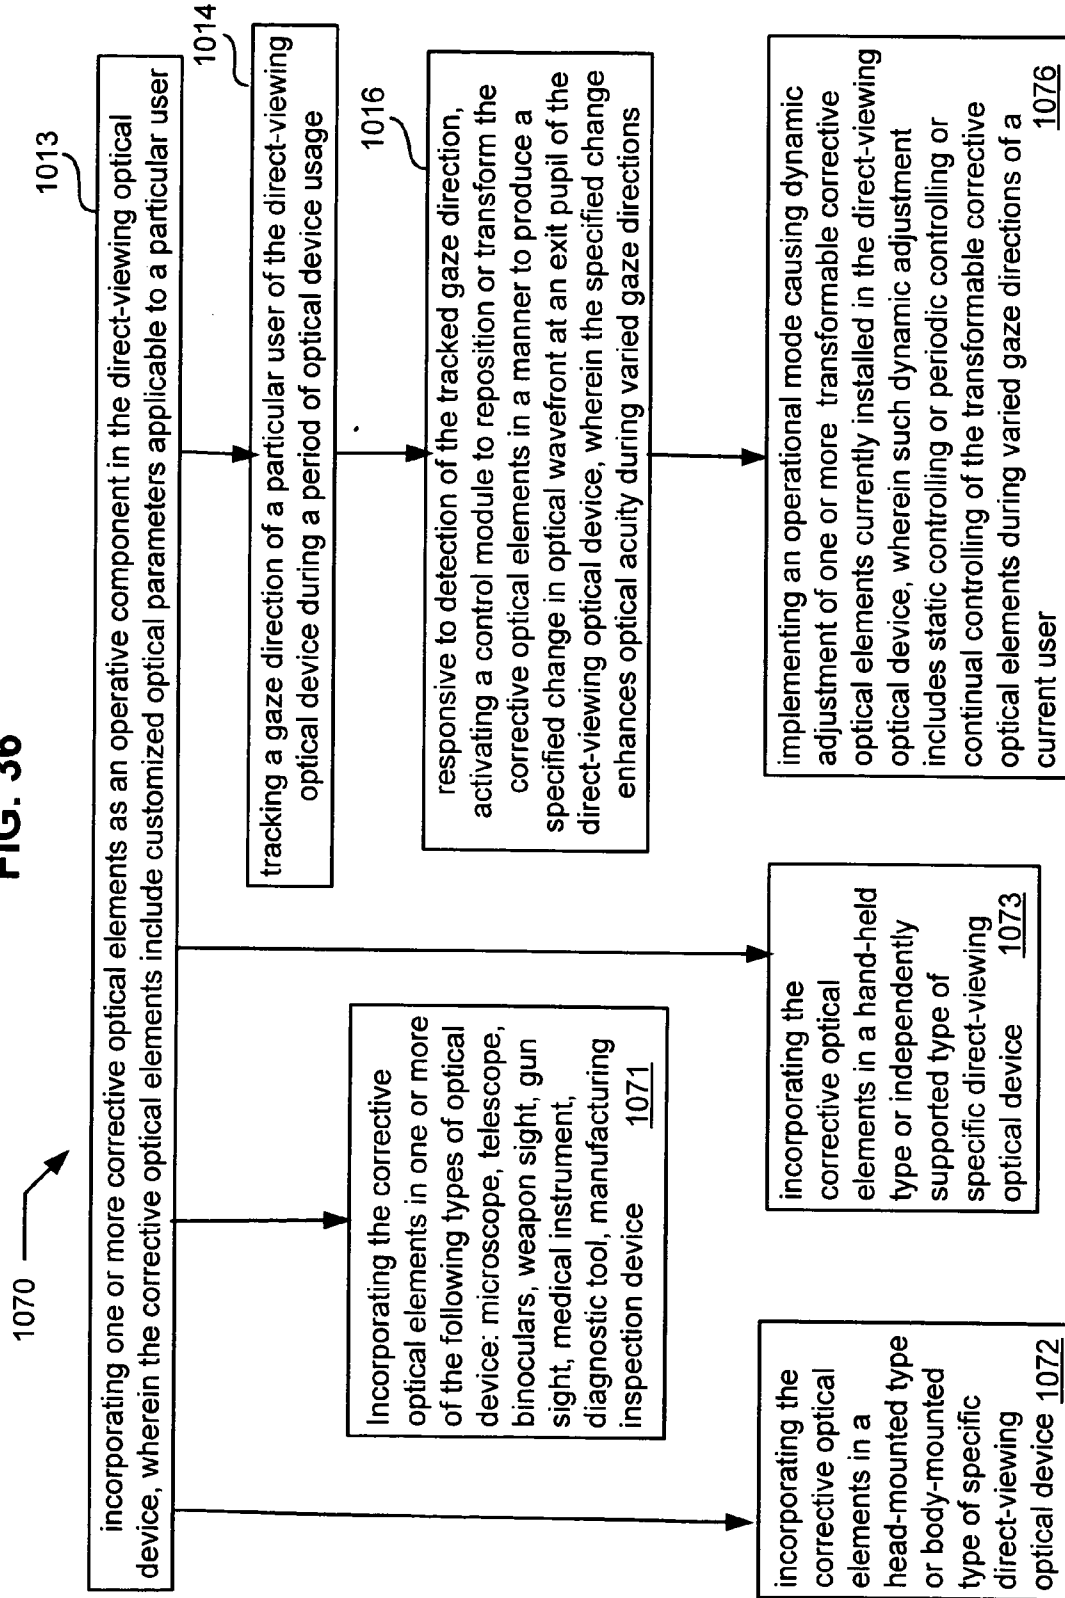 FIG. 36
1070
1013
incorporating one or more corrective optical elements as an operative component in the direct-viewing optical
device, wherein the corrective optical elements include customized optical parameters applicable to a particular user
1014
tracking a gaze direction of a particular user of the direct-viewing
optical device during a period of optical device usage
1016
responsive to detection of the tracked gaze direction,
activating a control module to reposition or transform the
corrective optical elements in a manner to produce a
specified change in optical wavefront at an exit pupil of the
direct-viewing optical device, wherein the specified change
enhances optical acuity during varied gaze directions
Incorporating the corrective
optical elements in one or more
of the following types of optical
device: microscope, telescope,
binoculars, weapon sight, gun
sight, medical instrument,
diagnostic tool, manufacturing
inspection device 1071
incorporating the
corrective optical
elements in a
head-mounted type
or body-mounted
type of specific
direct-viewing
optical device 1072
incorporating the
corrective optical
elements in a hand-held
type or independently
supported type of
specific direct-viewing
optical device 1073
implementing an operational mode causing dynamic
adjustment of one or more transformable corrective
optical elements currently installed in the direct-viewing
optical device, wherein such dynamic adjustment
includes static controlling or periodic controlling or
continual controlling of the transformable corrective
optical elements during varied gaze directions of a
current user 1076